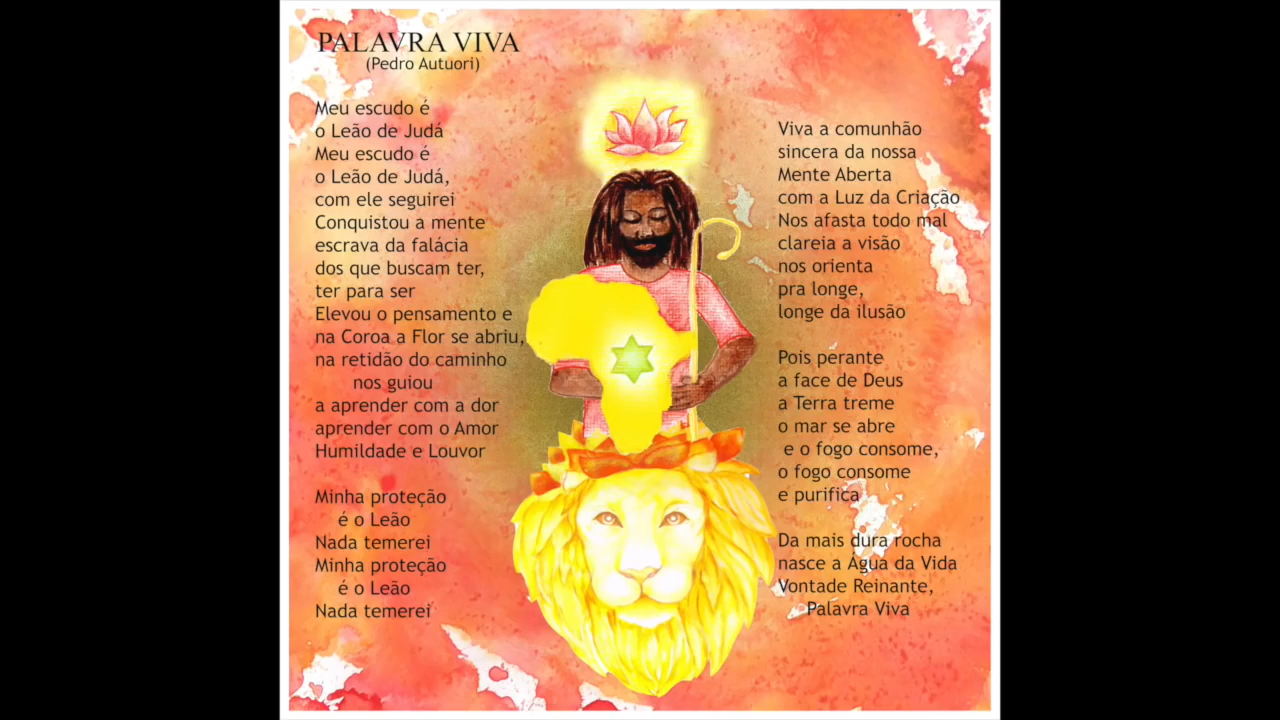 PALAVRA VIVA
(Pedro Autuori)
Meu escudo é
o Leão de Judá
Meu escudo é
o Leão de Judá,
com ele seguirei
Conquistou a mente
escrava da falácia
dos que buscam ter,
ter para ser
Elevou o pensamento e
na Coroa a Flor se abriu,
na retidão do caminho
nos guiou
a aprender com a dor
aprender com o Amor
Humildade e Louvor
Minha proteção
é o Leão
Nada temerei
Minha proteção
é o Leão
Nada temerei
Viva a comunhão
sincera da nossa
Mente Aberta
com a Luz da Criação
Nos afasta todo mal
clareia a visão
nos orienta
pra longe,
longe da ilusão
Pois perante
a face de Deus
a Terra treme
o mar se abre
e o fogo consome,
o fogo consome
e purifica
Da mais dura rocha
nasce a Água da Vida
Vontade Reinante,
Palavra Viva